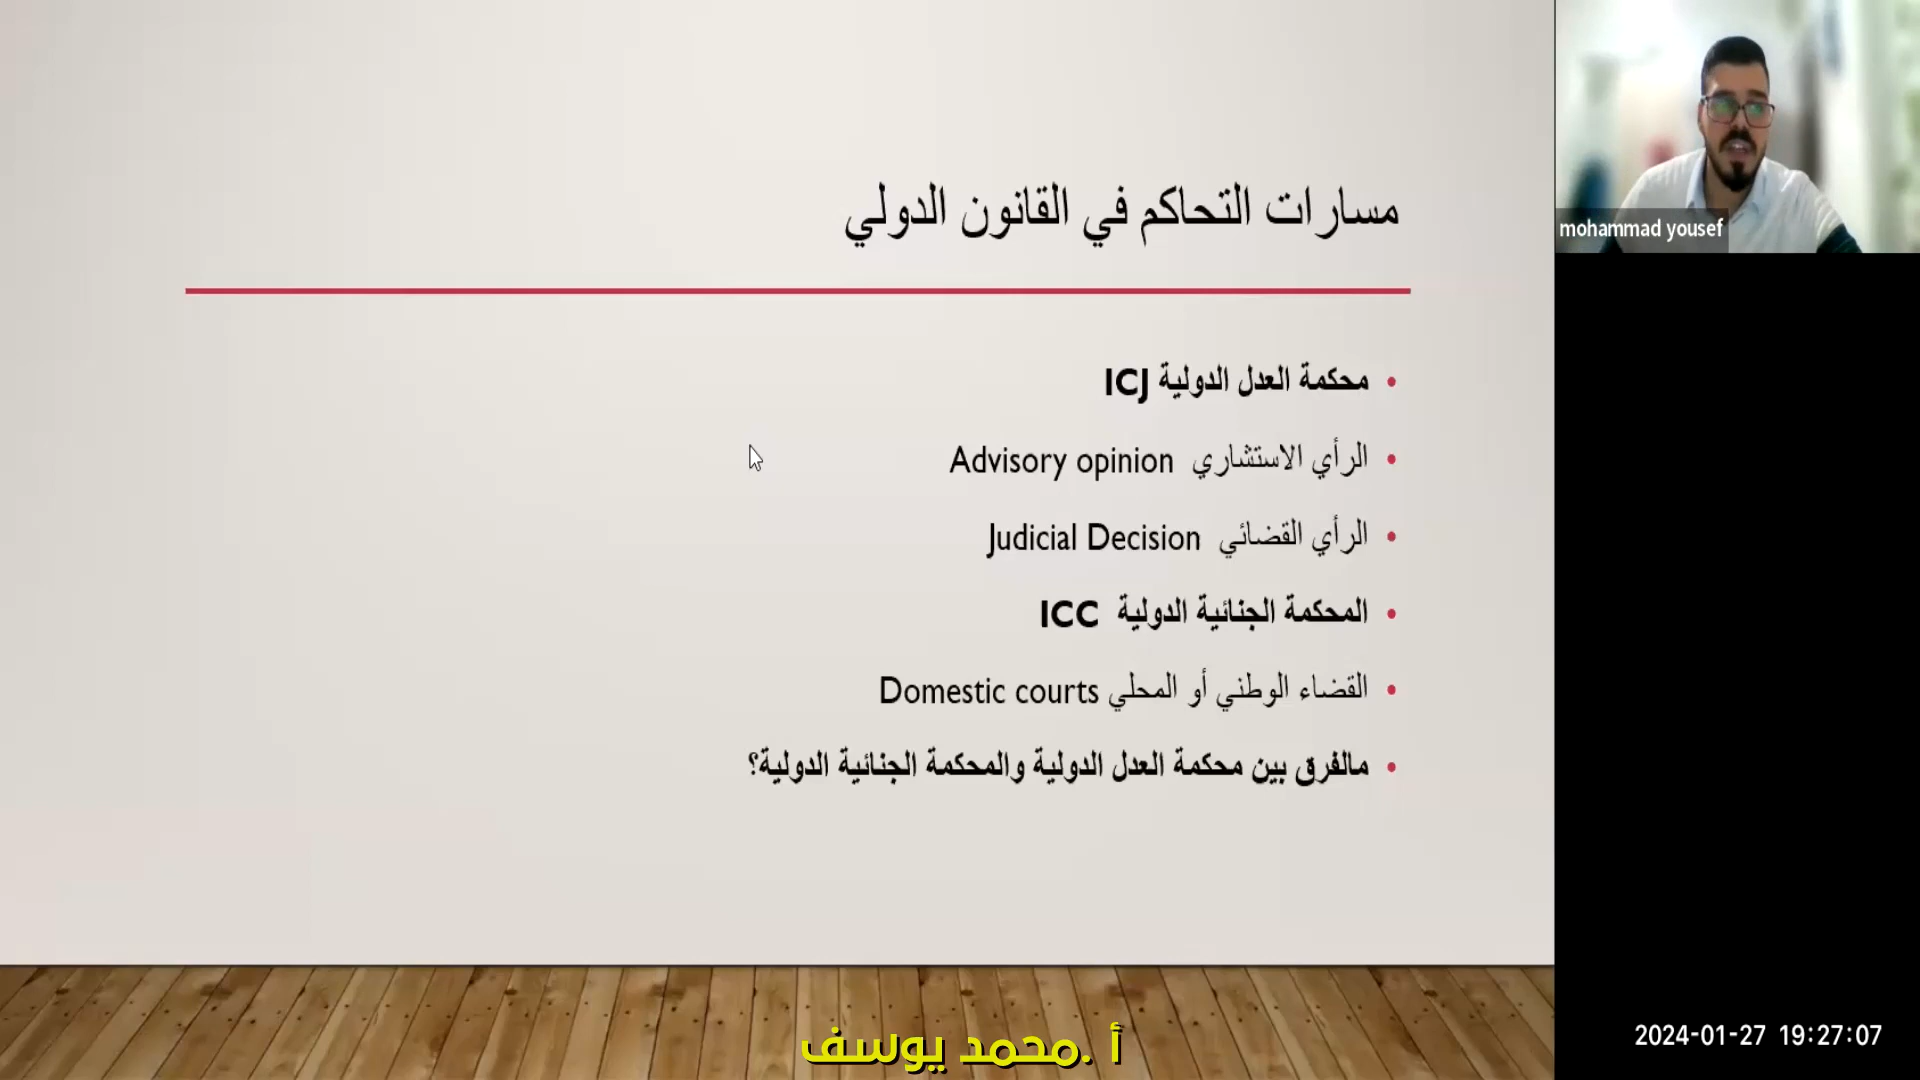 مسارات التحاكم في القانون الدولي
محكمة العدل الدولية ICJ
الرأي الاستشاري Advisory opinion
الرأي القضائي Judicial Decision
المحكمة الجنائية الدولية ICC
القضاء الوطني أو المحلي Domestic courts
مالفرق بين محكمة العدل الدولية والمحكمة الجنائية الدولية؟
mohammad yousef
أ .محمد يوسف
2024-01-27 19:27:07